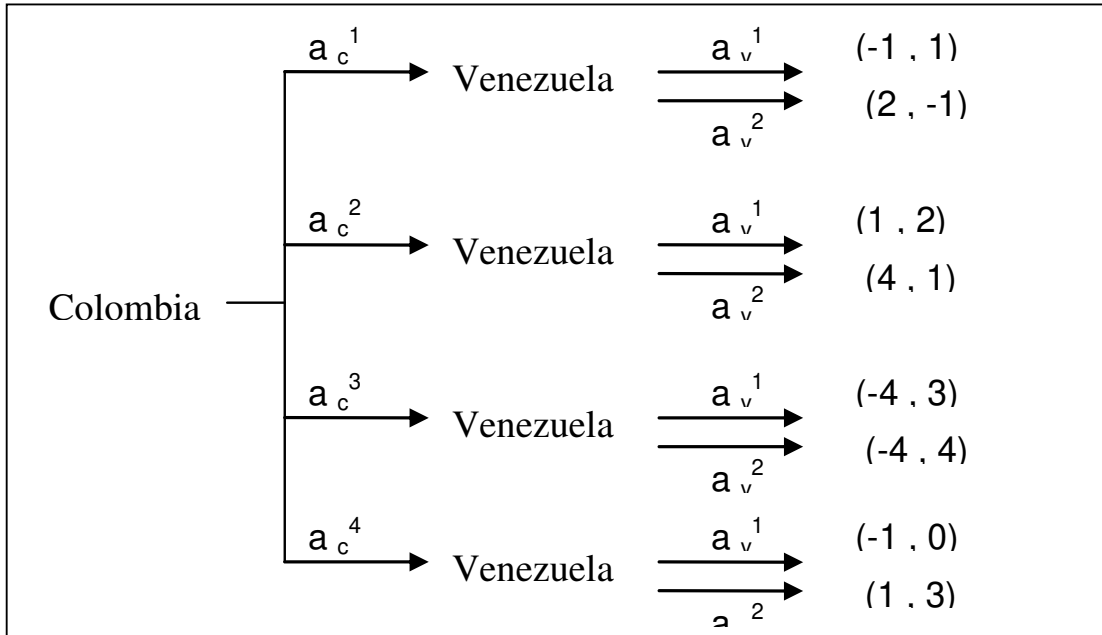 a c 1 a v 1 (-1 , 1)
Venezuela
(2 , -1)
a v 2
a c 2 a v 1 (1 , 2)
Venezuela
(4 , 1)
a v 2
Colombia
a c 3 a v 1 (-4 , 3)
Venezuela
(-4 , 4)
a v 2
a c 4 a v 1 (-1 , 0)
Venezuela
(1 , 3)
a 2